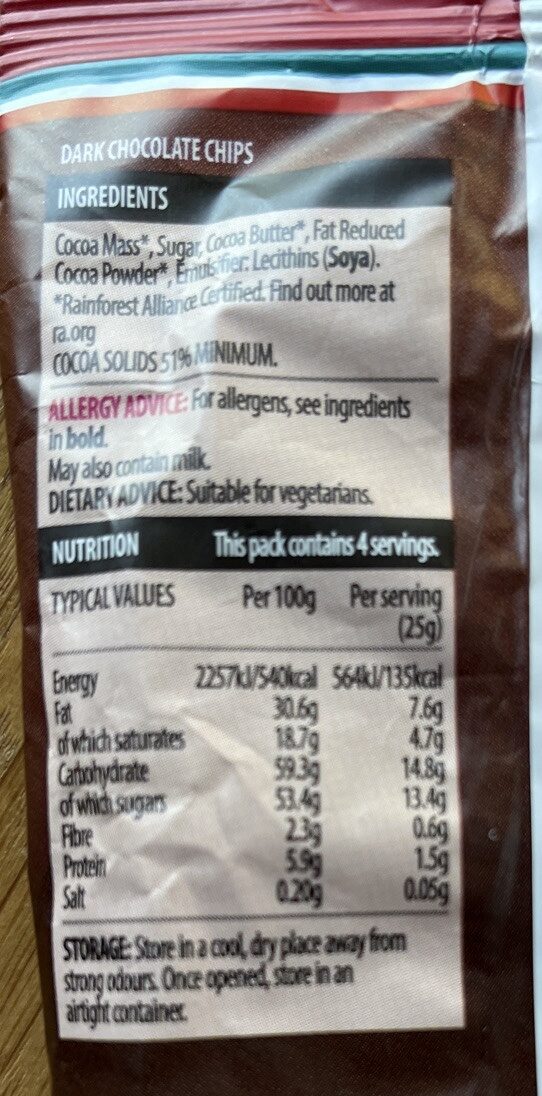 DARK CHOCOLATE CHIPS
INGREDIENTS
Cocoa Mass*, Sugar, Cocoa Butter*, Fat Reduced
Cocoa Powder*, Emulsifier: Lecithins (Soya).
*Rainforest Alliance Certified. Find out more at
ra.org
COCOA SOLIDS 51% MINIMUM.
ALLERGY ADVICE: For allergens, see ingredients
in bold.
May also contain milk.
DIETARY ADVICE: Suitable for vegetarians.
NUTRITION This pack contains 4 servings.
TYPICAL VALUES Per 100g Per serving
(25g)
Energy 2257kJ/540kcal 564kJ/135kcal
Fat 30.6g 7.6g
of which saturates 18.7g 4.7g
Carbohydrate 59.3g 14.8g
of which sugars 53.4g 13.4g
Fibre 2.3g 0.6g
Protein 5.9g 1.5g
Salt 0.20g 0.05g
STORAGE: Store in a cool, dry place away from
strong odours. Once opened, store in an
airtight container.